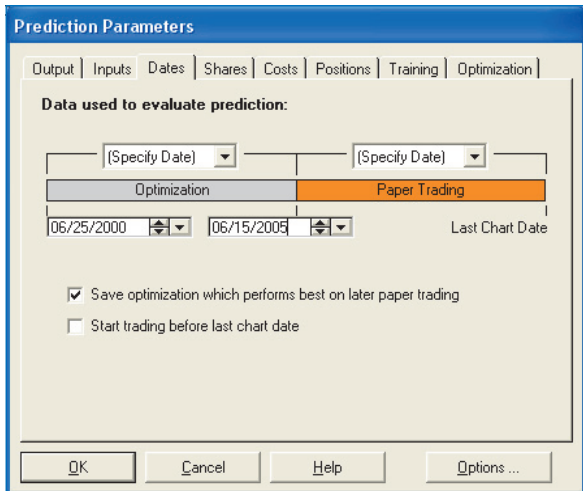 Prediction Parameters
Output Inputs Dates Shares Costs Positions Training Optimization
Data used to evaluate prediction:
(Specify Date) (Specify Date)
Optimization Paper Trading
06/25/2000 06/15/2005 Last Chart Date
Save optimization which performs best on later paper trading
Start trading before last chart date
OK Cancel Help Options ...